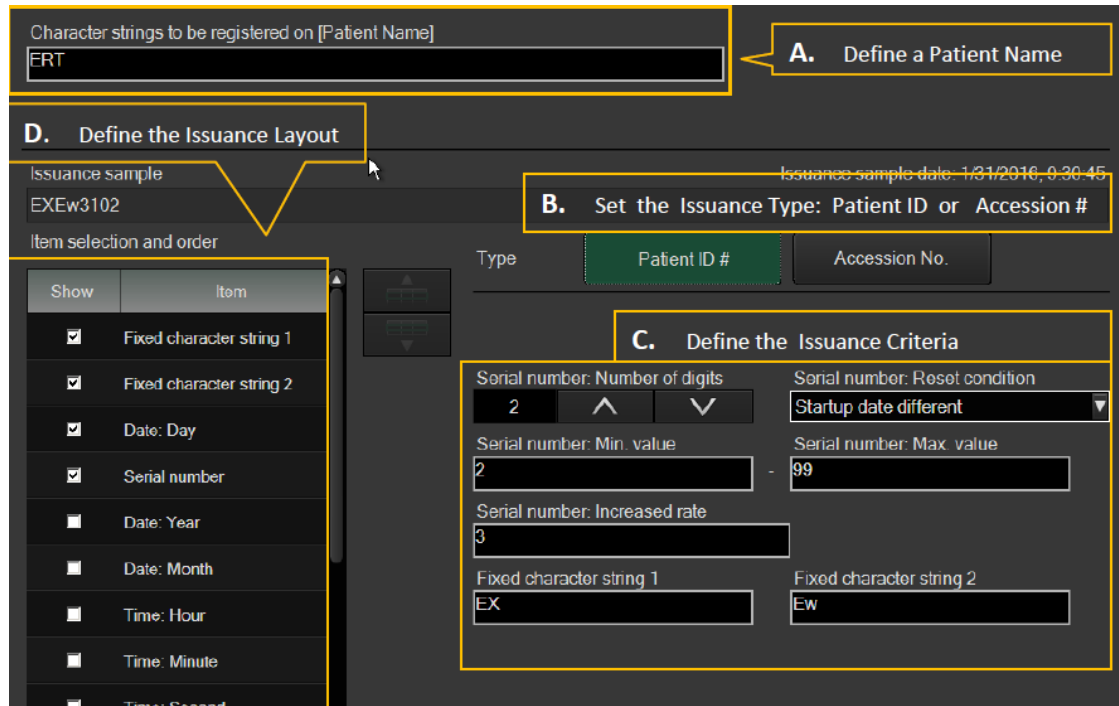 Character strings to be registered on [Patient Name]
ERT
A. Define a Patient Name
D. Define the Issuance Layout
Issuance sample
Issuance sample date: 1/31/2016, 9:30:45
EXEw3102
B. Set the Issuance Type: Patient ID or Accession #
Item selection and order
Type
Patient ID #
Accession No.
Show Item
Fixed character string 1
Fixed character string 2
Date: Day
Serial number
Date: Year
Date: Month
Time: Hour
Time: Minute
Time: Second
C. Define the Issuance Criteria
Serial number: Number of digits
2
Serial number: Reset condition
Startup date different
Serial number: Min. value
2
-
Serial number: Max. value
99
Serial number: Increased rate
3
Fixed character string 1
EX
Fixed character string 2
Ew